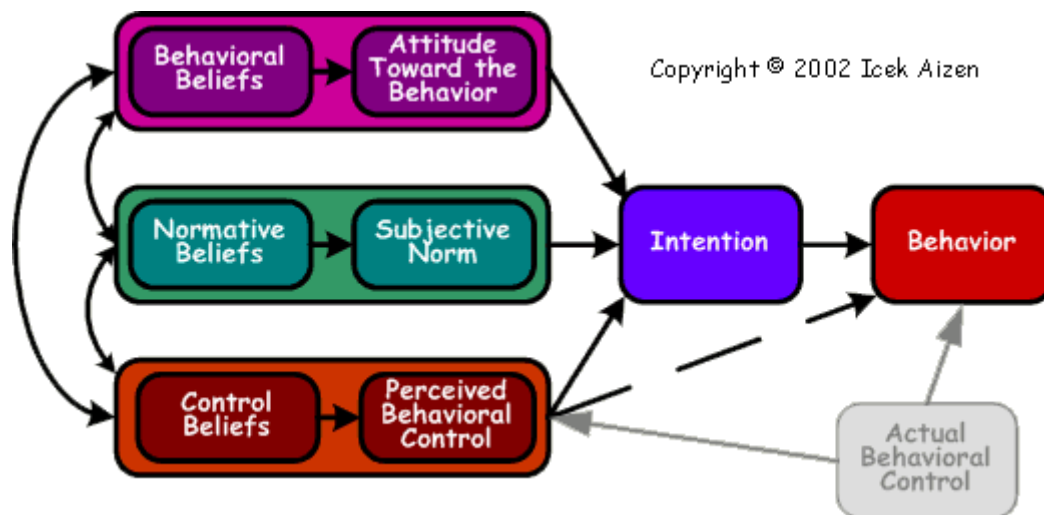 Behavioral
Beliefs
Attitude
Toward the
Behavior
Copyright © 2002 Icek Aizen
Normative
Beliefs
Subjective
Norm
Intention
Behavior
Control
Beliefs
Perceived
Behavioral
Control
Actual
Behavioral
Control